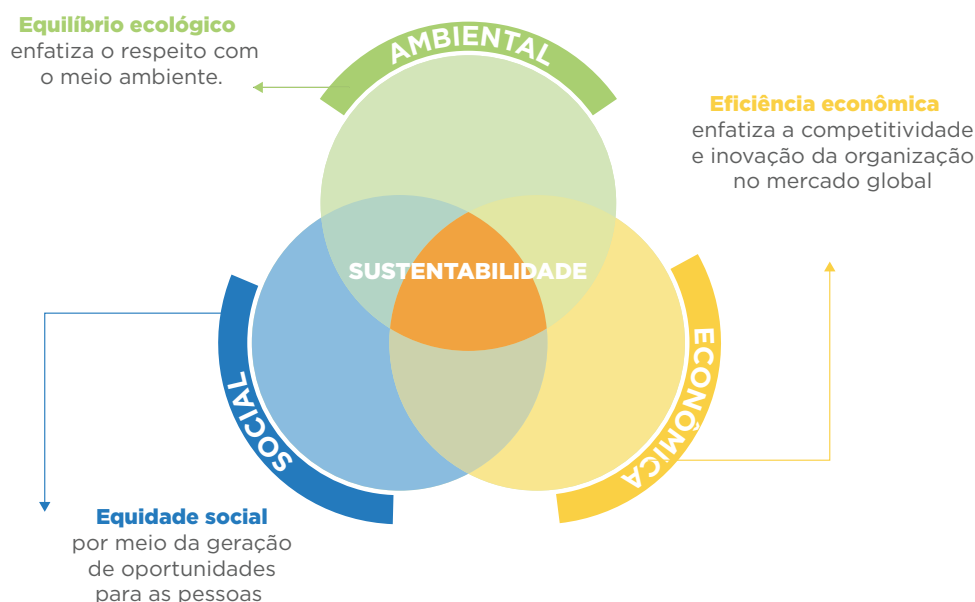 Equilíbrio ecológico
enfatiza o respeito com
o meio ambiente.
AMBIENTAL
Eficiência econômica
enfatiza a competitividade
e inovação da organização
no mercado global
SUSTENTABILIDADE
SOCIAL
ECONÔMICA
Equidade social
por meio da geração
de oportunidades
para as pessoas